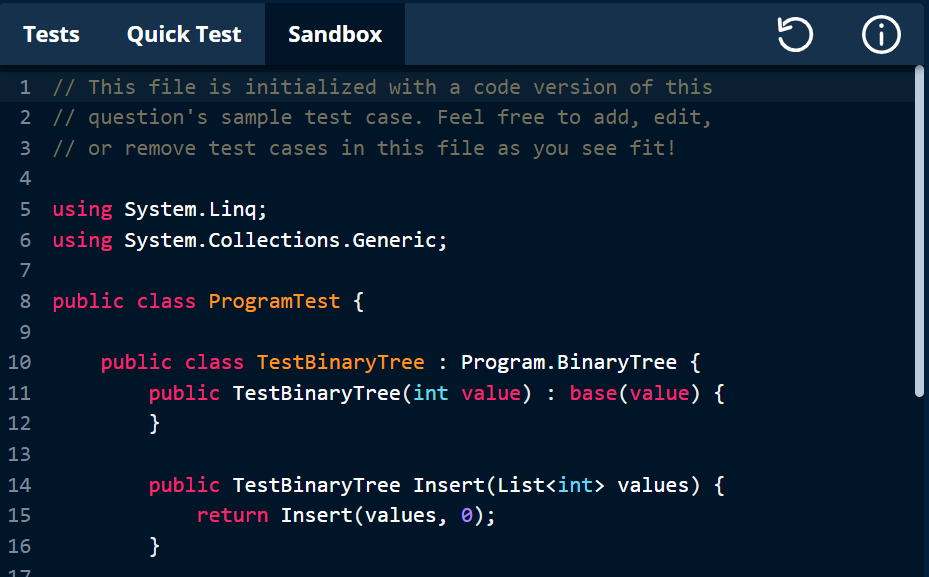 Tests Quick Test Sandbox
1 // This file is initialized with a code version of this
2 // question's sample test case. Feel free to add, edit,
3 // or remove test cases in this file as you see fit!
4
5 using System.Linq;
6 using System.Collections.Generic;
7
8 public class ProgramTest {
9
10     public class TestBinaryTree : Program.BinaryTree {
11         public TestBinaryTree(int value) : base(value) {
12         }
13
14         public TestBinaryTree Insert(List<int> values) {
15             return Insert(values, 0);
16         }
17